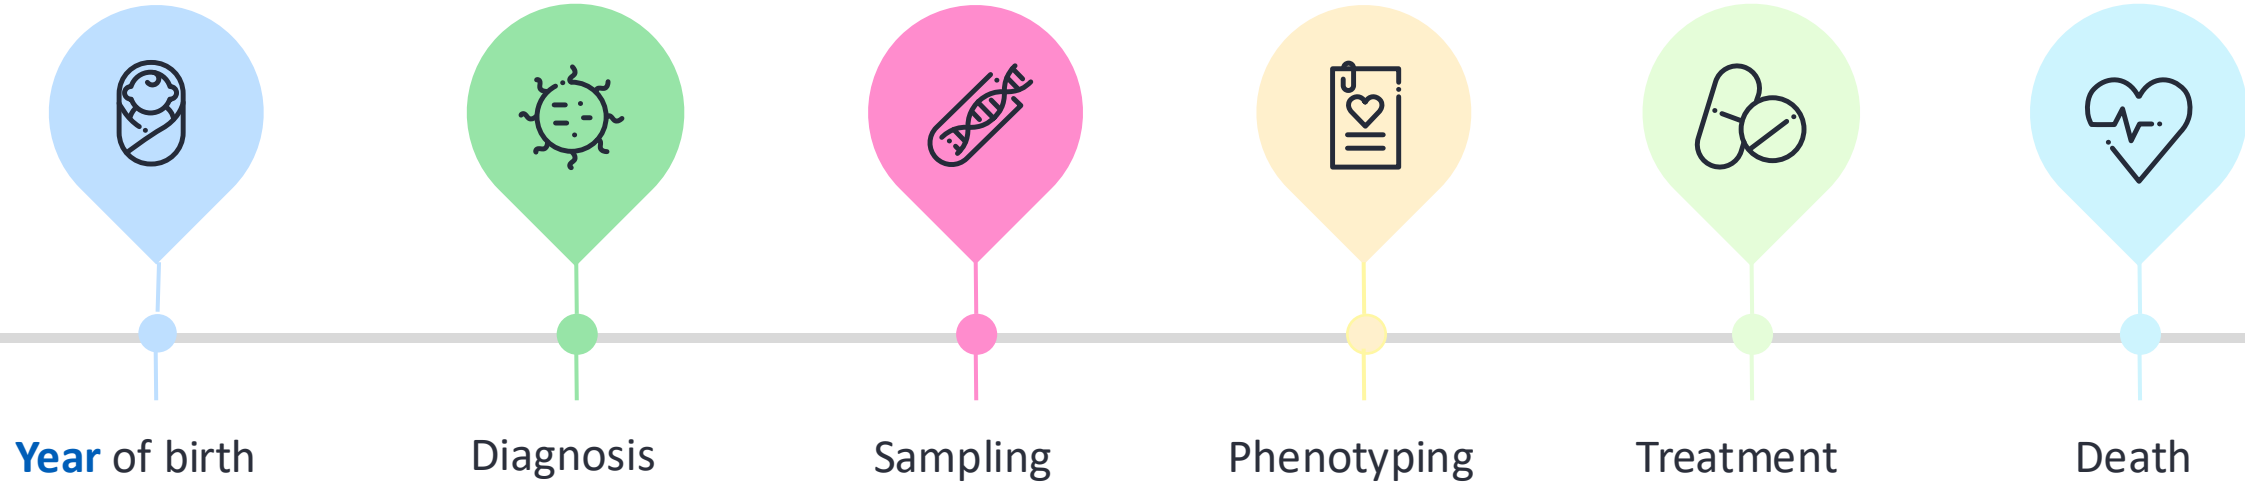 Year of birth
Diagnosis
Sampling
Phenotyping
Treatment
Death